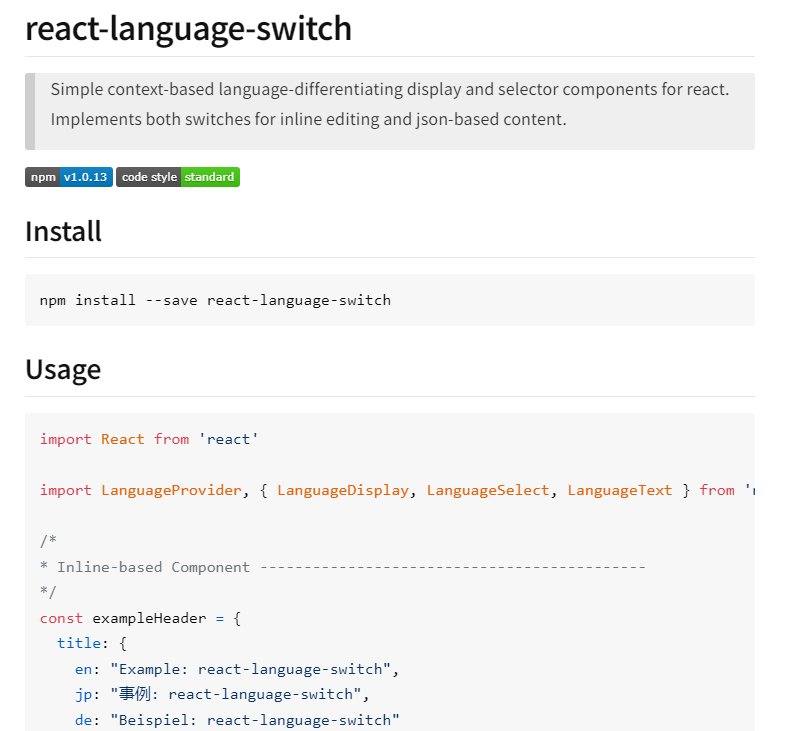 react-language-switch
Simple context-based language-differentiating display and selector components for react.
Implements both switches for inline editing and json-based content.
npm v1.0.13 code style standard
Install
npm install --save react-language-switch
Usage
import React from 'react'
import LanguageProvider, { LanguageDisplay, LanguageSelect, LanguageText } from '
/*
* Inline-based Component --------------------------------------------
*/
const exampleHeader = {
title: {
en: "Example: react-language-switch",
jp: "事例: react-language-switch",
de: "Beispiel: react-language-switch"